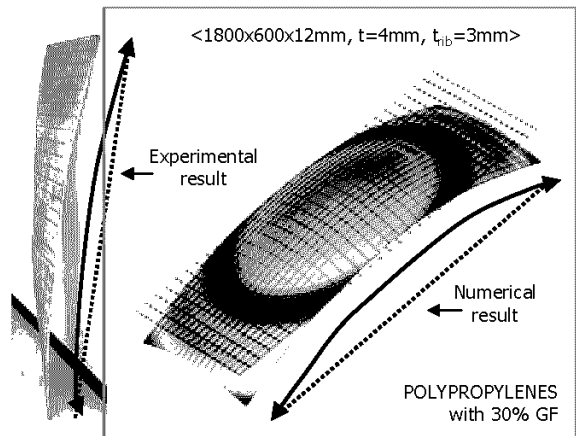 <1800x600x12mm, t=4mm, trib=3mm>
Experimental
result
Numerical
result
POLYPROPYLENES
with 30% GF